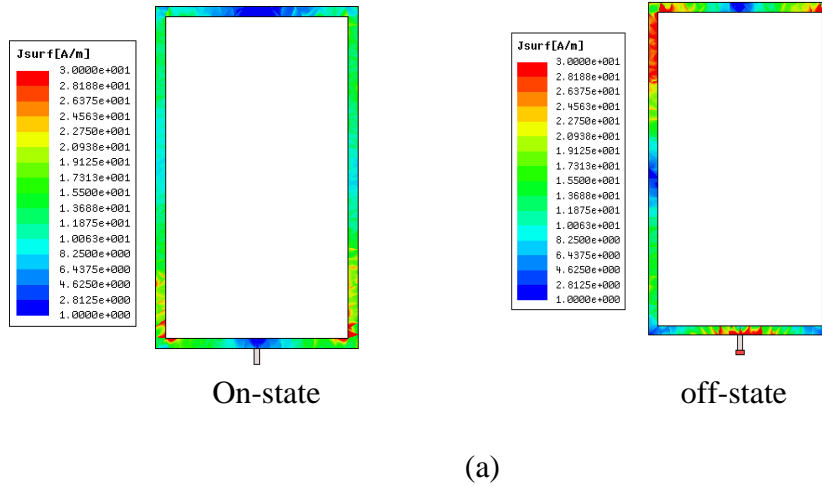 Jsurf[A/m]
3.0000e+001
2.8188e+001
2.6375e+001
2.4563e+001
2.2750e+001
2.0938e+001
1.9125e+001
1.7313e+001
1.5500e+001
1.3688e+001
1.1875e+001
1.0063e+001
8.2500e+000
6.4375e+000
4.6250e+000
2.8125e+000
1.0000e+000
On-state
Jsurf[A/m]
3.0000e+001
2.8188e+001
2.6375e+001
2.4563e+001
2.2750e+001
2.0938e+001
1.9125e+001
1.7313e+001
1.5500e+001
1.3688e+001
1.1875e+001
1.0063e+001
8.2500e+000
6.4375e+000
4.6250e+000
2.8125e+000
1.0000e+000
off-state
(a)